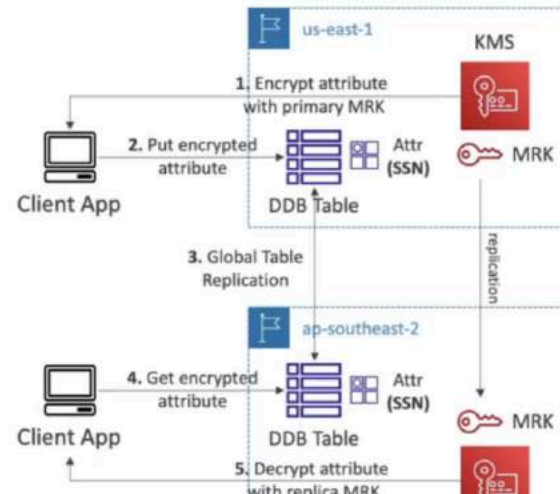 us-east-1
KMS
1. Encrypt attribute
with primary MRK
2. Put encrypted
attribute
Attr
(SSN)
MRK
Client App
DDB Table
3. Global Table
Replication
replication
ap-southeast-2
4. Get encrypted
attribute
Attr
(SSN)
MRK
Client App
DDB Table
5. Decrypt attribute
with replica MRK